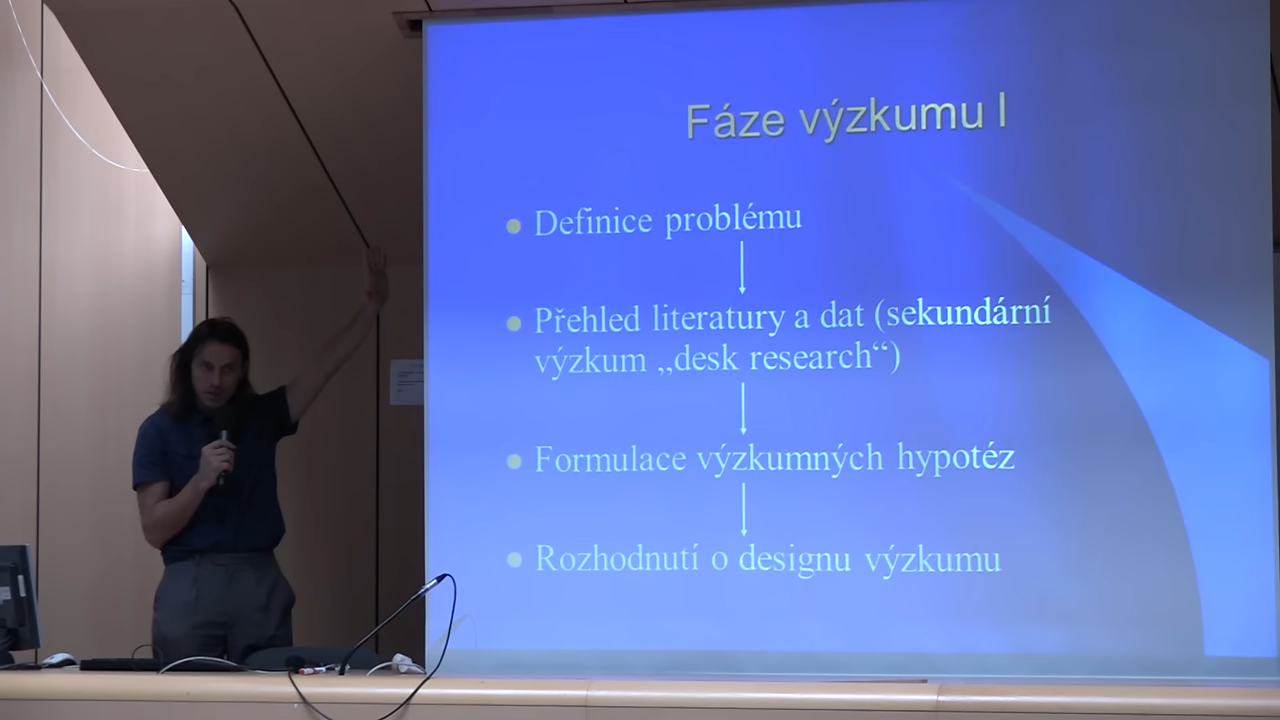 Fáze výzkumu I
Definice problému
Přehled literatury a dat (sekundární
výzkum „desk research“)
Formulace výzkumných hypotéz
Rozhodnutí o designu výzkumu